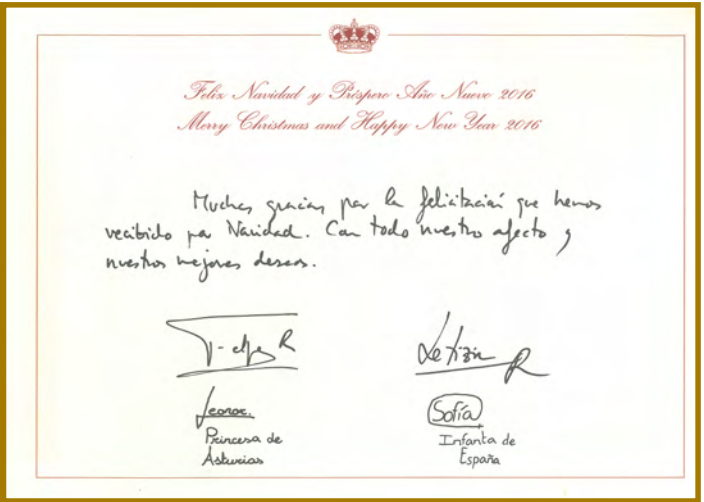 Feliz Navidad y Próspero Año Nuevo 2016
Merry Christmas and Happy New Year 2016
Muchas gracias por la felicitación que hemos
recibido por Navidad. Con todo nuestro afecto y
nuestros mejores deseos.
Felipe R
Letizia R
Leonor.
Princesa de
Asturias
Sofía
Infanta de
España